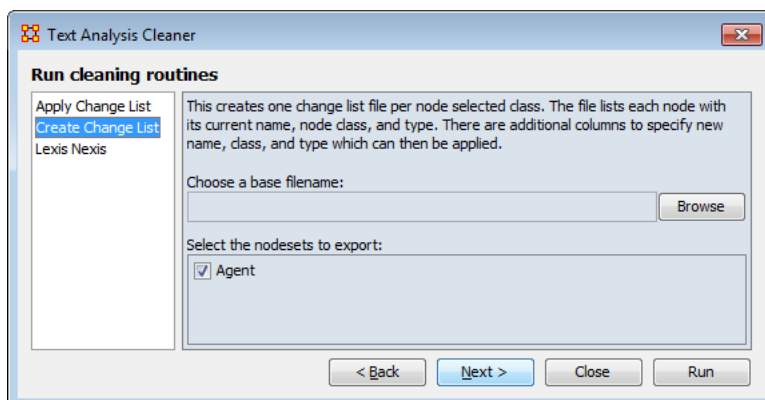 Text Analysis Cleaner
Run cleaning routines
Apply Change List
Create Change List
Lexis Nexis
This creates one change list file per node selected class. The file lists each node with
its current name, node class, and type. There are additional columns to specify new
name, class, and type which can then be applied.
Choose a base filename:
Browse
Select the nodesets to export:
Agent
< Back
Next >
Close
Run